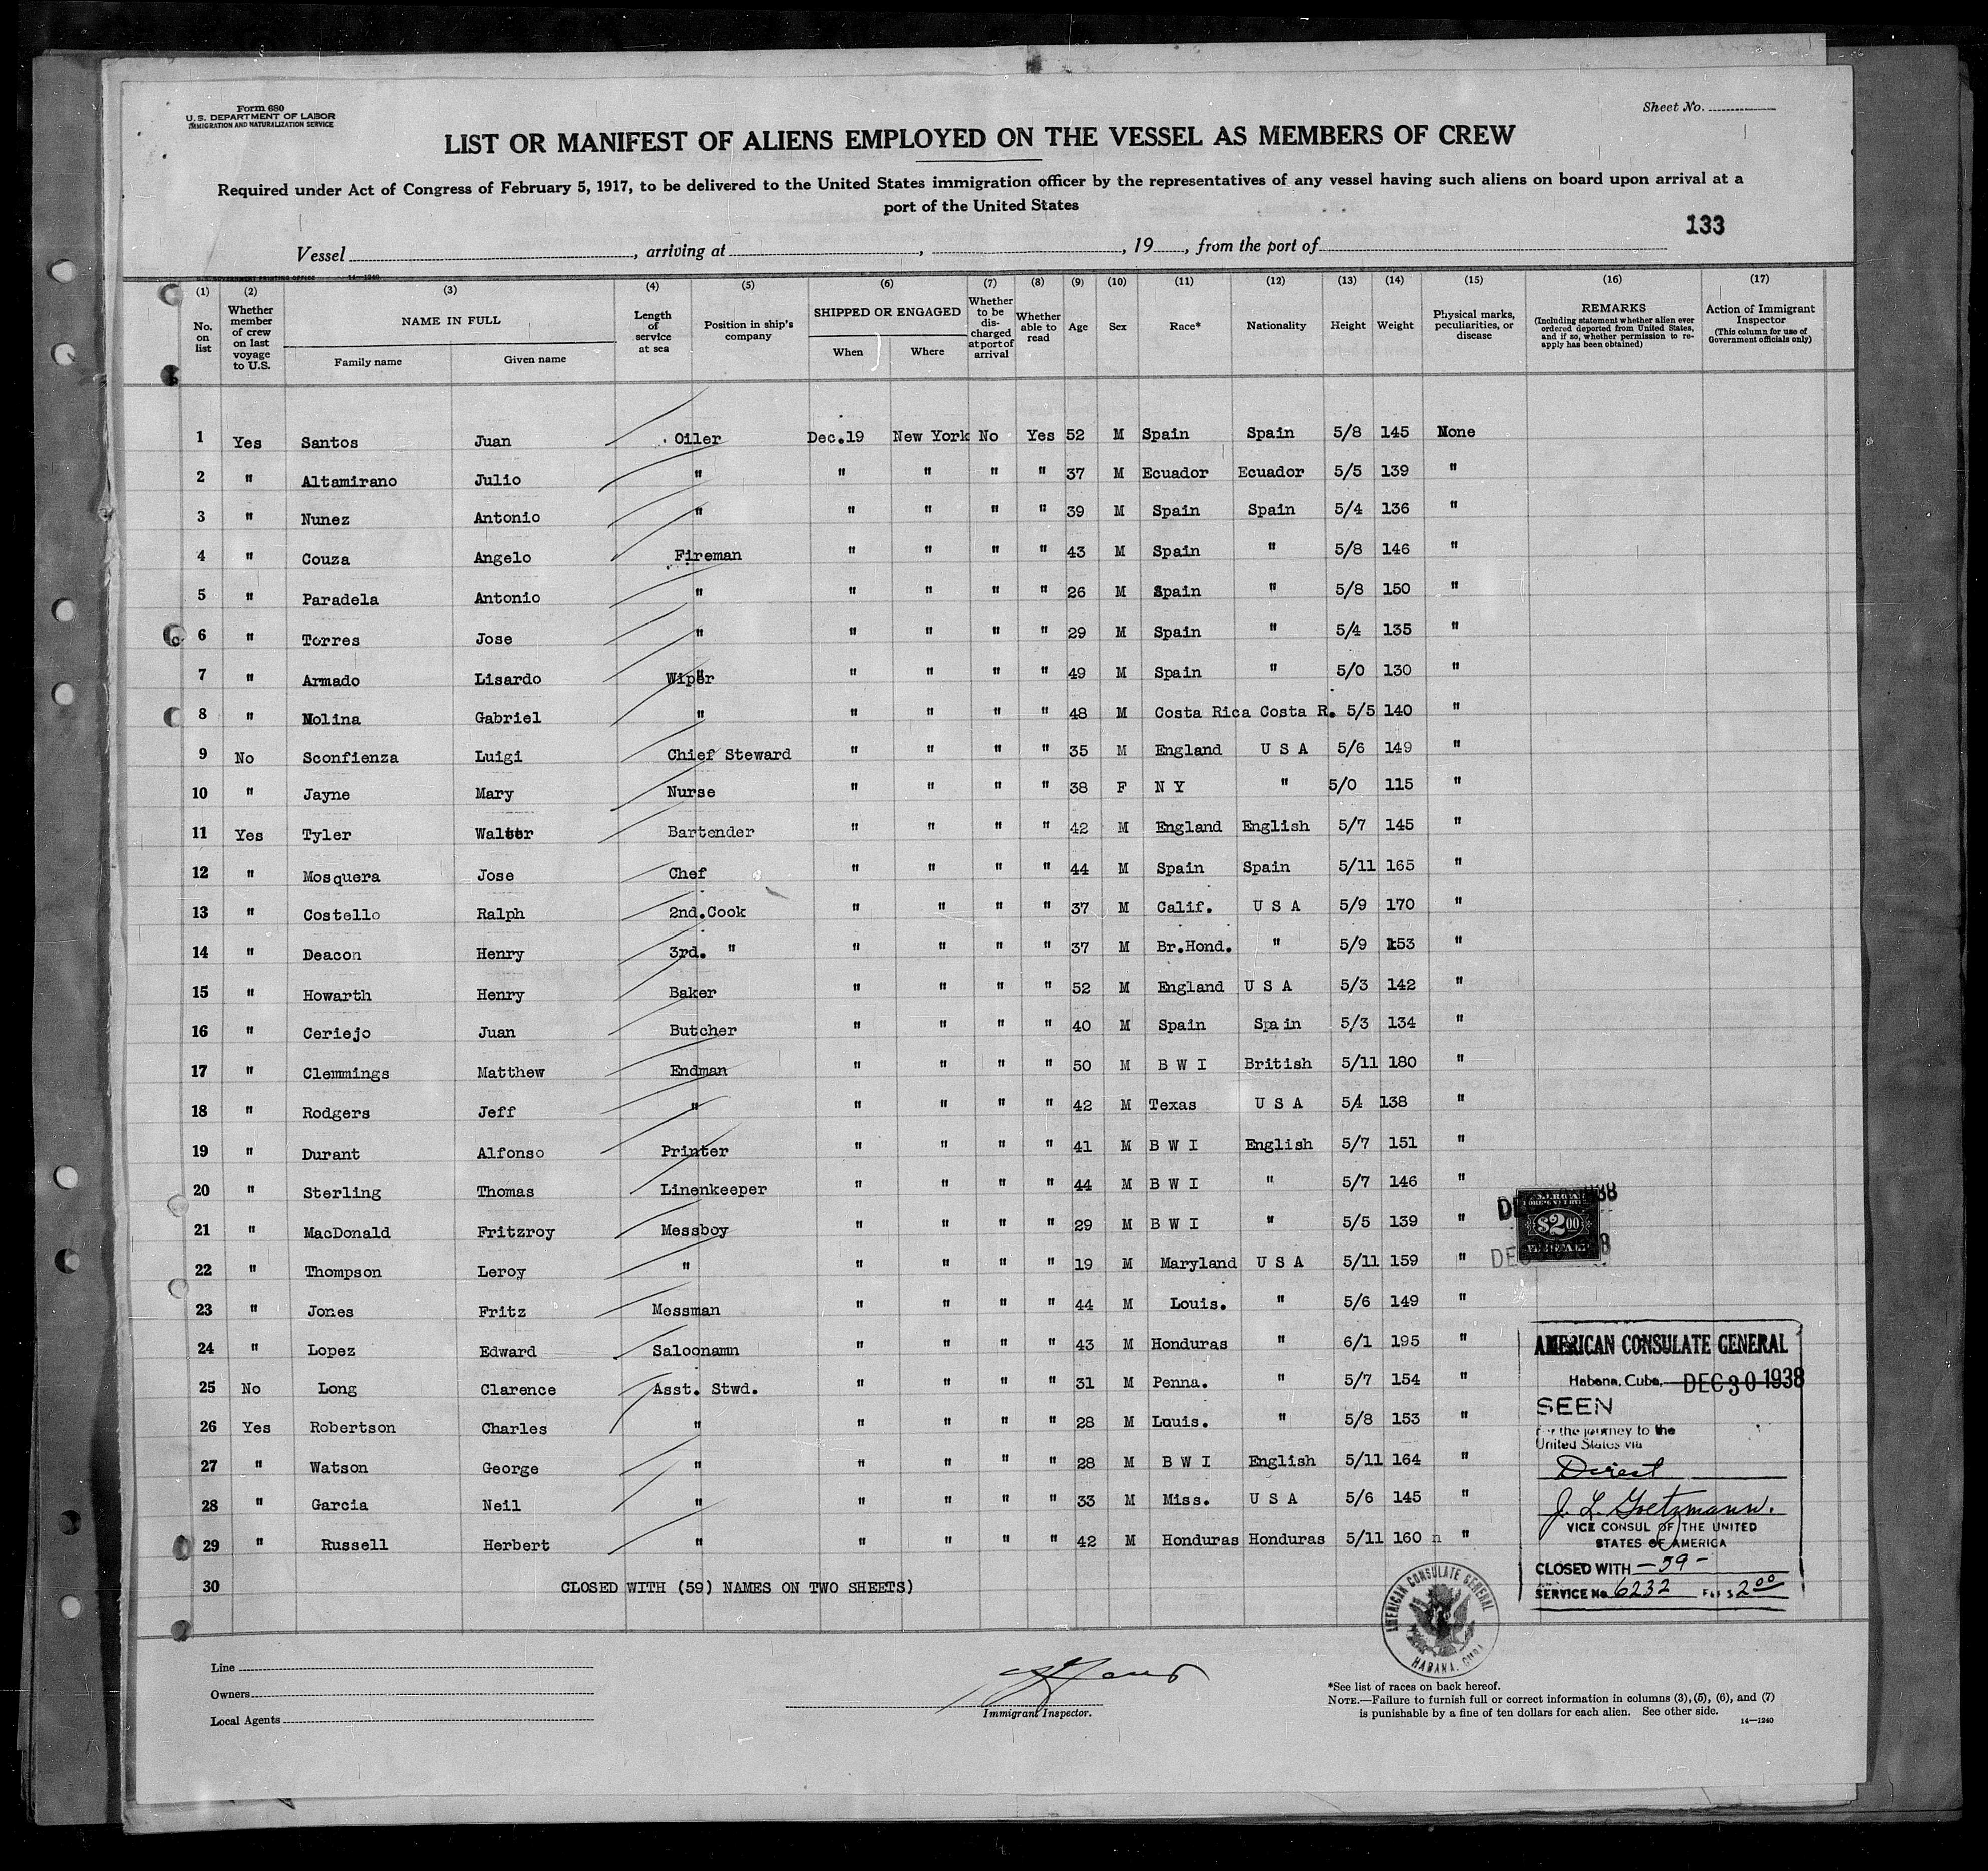 Form 680
U. S. DEPARTMENT OF LABOR
IMMIGRATION AND NATURALIZATION SERVICE
Sheet No.
LIST OR MANIFEST OF ALIENS EMPLOYED ON THE VESSEL AS MEMBERS OF CREW
Required under Act of Congress of February 5, 1917, to be delivered to the United States immigration officer by the representatives of any vessel having such aliens on board upon arrival at a
port of the United States
133
Vessel , arriving at , , 19 , from the port of
U.S. GOVERNMENT PRINTING OFFICE 14—1240
(1) (2) (3) (4) (5) (6) (7) (8) (9) (10) (11) (12) (13) (14) (15) (16) (17)
No. on list
Whether member of crew on last voyage to U.S.
NAME IN FULL
Family name Given name
Length of service at sea
Position in ship's company
SHIPPED OR ENGAGED
When Where
Whether to be discharged at port of arrival
Whether able to read
Age Sex Race* Nationality Height Weight
Physical marks, peculiarities, or disease
REMARKS
(Including statement whether alien ever ordered deported from United States, and if so, whether permission to reapply has been obtained)
Action of Immigrant Inspector
(This column for use of Government officials only)
1 Yes Santos Juan Oiler Dec.19 New York No Yes 52 M Spain Spain 5/8 145 None
2 " Altamirano Julio " " " " " 37 M Ecuador Ecuador 5/5 139 "
3 " Nunez Antonio " " " " " 39 M Spain Spain 5/4 136 "
4 " Couza Angelo Fireman " " " " 43 M Spain " 5/8 146 "
5 " Paradela Antonio " " " " " 26 M Spain " 5/8 150 "
6 " Torres Jose " " " " " 29 M Spain " 5/4 135 "
7 " Armado Lisardo Wiper " " " " 49 M Spain " 5/0 130 "
8 " Molina Gabriel " " " " " 48 M Costa Rica Costa R. 5/5 140 "
9 No Sconfienza Luigi Chief Steward " " " " 35 M England U S A 5/6 149 "
10 " Jayne Mary Nurse " " " " 38 F N Y " 5/0 115 "
11 Yes Tyler Walter Bartender " " " " 42 M England English 5/7 145 "
12 " Mosquera Jose Chef " " " " 44 M Spain Spain 5/11 165 "
13 " Costello Ralph 2nd.Cook " " " " 37 M Calif. U S A 5/9 170 "
14 " Deacon Henry 3rd. " " " " " 37 M Br.Hond. " 5/9 153 "
15 " Howarth Henry Baker " " " " 52 M England U S A 5/3 142 "
16 " Ceriejo Juan Butcher " " " " 40 M Spain Spain 5/3 134 "
17 " Clemmings Matthew Endman " " " " 50 M B W I British 5/11 180 "
18 " Rodgers Jeff " " " " " 42 M Texas U S A 5/4 138 "
19 " Durant Alfonso Printer " " " " 41 M B W I English 5/7 151 "
20 " Sterling Thomas Linenkeeper " " " " 44 M B W I " 5/7 146 "
21 " MacDonald Fritzroy Messboy " " " " 29 M B W I " 5/5 139 "
22 " Thompson Leroy " " " " " 19 M Maryland U S A 5/11 159 "
23 " Jones Fritz Messman " " " " 44 M Louis. " 5/6 149 "
24 " Lopez Edward Saloonamn " " " " 43 M Honduras " 6/1 195 "
25 No Long Clarence Asst. Stwd. " " " " 31 M Penna. " 5/7 154 "
26 Yes Robertson Charles " " " " " 28 M Louis. " 5/8 153 "
27 " Watson George " " " " " 28 M B W I English 5/11 164 "
28 " Garcia Neil " " " " " 33 M Miss. U S A 5/6 145 "
29 " Russell Herbert " " " " " 42 M Honduras Honduras 5/11 160 n "
30 CLOSED WITH (59) NAMES ON TWO SHEETS)
$2.00
AMERICAN CONSULATE GENERAL
Habana, Cuba, DEC 30 1938
SEEN
For the journey to the
United States via
Direct
J. L. Goetzmann.
VICE CONSUL OF THE UNITED
STATES OF AMERICA
CLOSED WITH —59—
SERVICE No. 6232 Fee $ 2.00
AMERICAN CONSULATE GENERAL
HABANA, CUBA
Line
Owners
Local Agents
Immigrant Inspector.
*See list of races on back hereof.
NOTE.—Failure to furnish full or correct information in columns (3), (5), (6), and (7)
is punishable by a fine of ten dollars for each alien. See other side.
14—1240